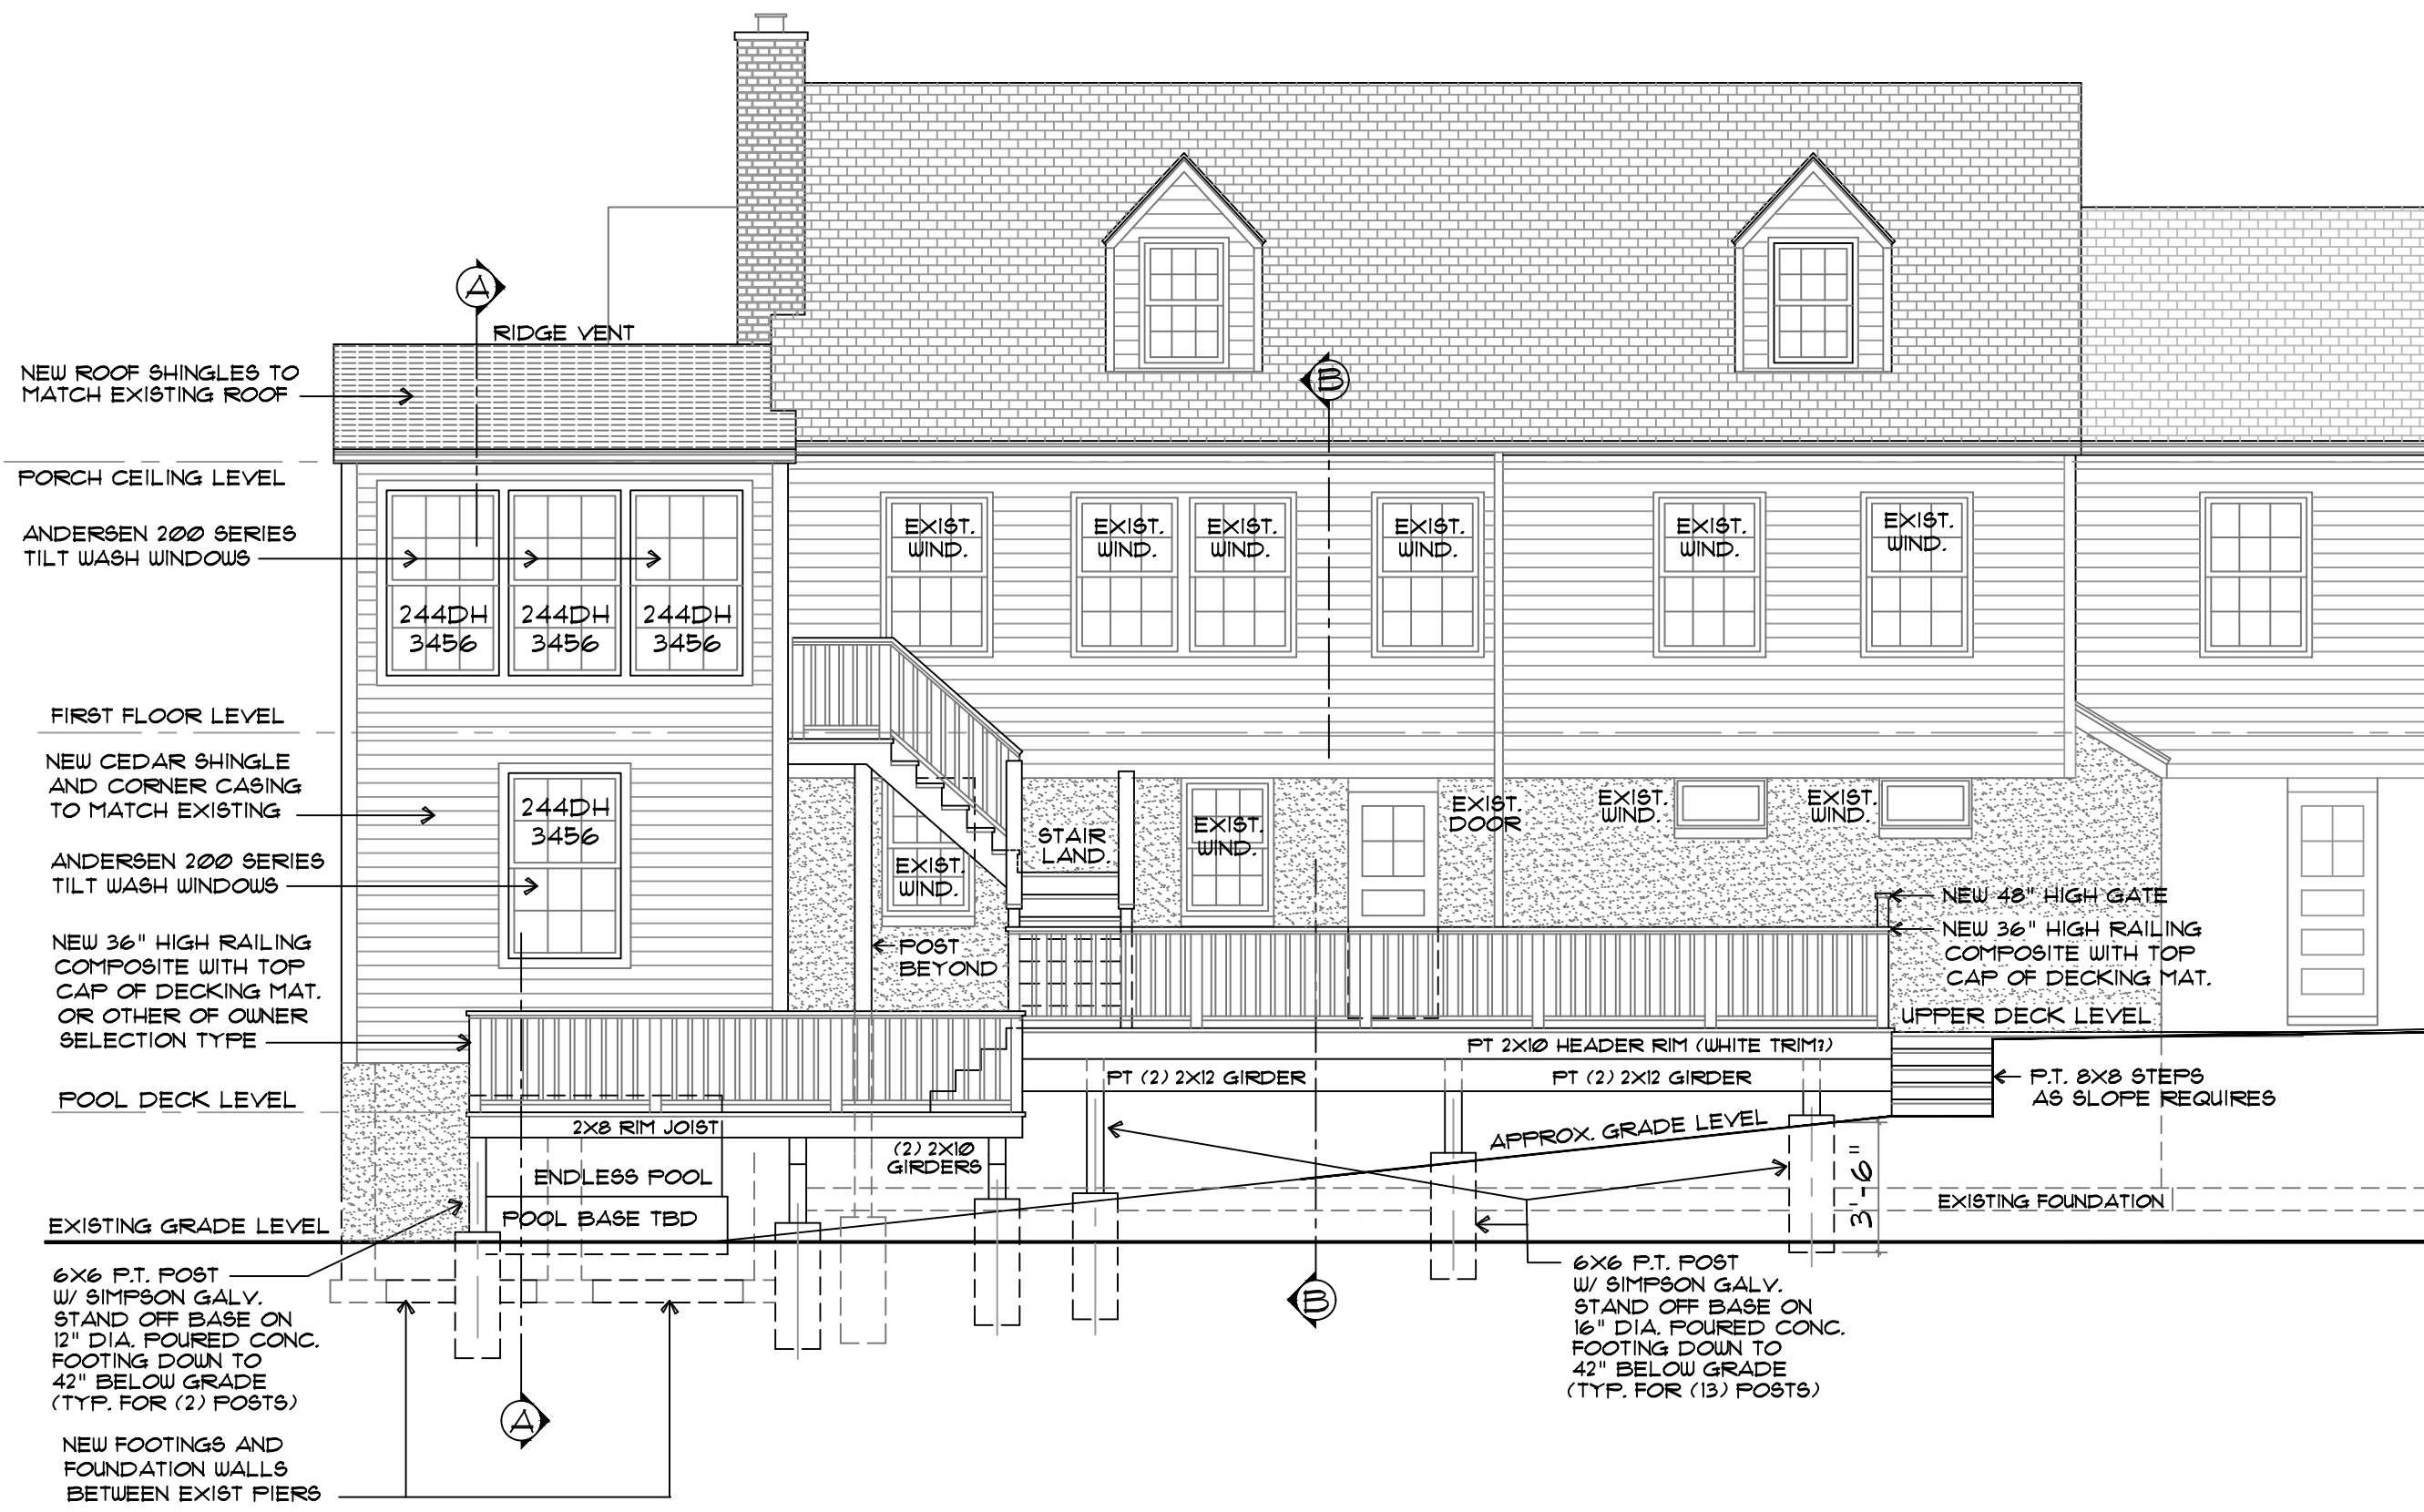 A
RIDGE VENT
NEW ROOF SHINGLES TO
MATCH EXISTING ROOF
B
PORCH CEILING LEVEL
ANDERSEN 200 SERIES
TILT WASH WINDOWS
244DH
3456
244DH
3456
244DH
3456
EXIST.
WIND.
EXIST.
WIND.
EXIST.
WIND.
EXIST.
WIND.
EXIST.
WIND.
EXIST.
WIND.
FIRST FLOOR LEVEL
NEW CEDAR SHINGLE
AND CORNER CASING
TO MATCH EXISTING
244DH
3456
ANDERSEN 200 SERIES
TILT WASH WINDOWS
EXIST.
WIND.
STAIR
LAND.
EXIST.
WIND.
EXIST.
DOOR
EXIST.
WIND.
EXIST.
WIND.
NEW 36" HIGH RAILING
COMPOSITE WITH TOP
CAP OF DECKING MAT.
OR OTHER OF OWNER
SELECTION TYPE
POST
BEYOND
NEW 48" HIGH GATE
NEW 36" HIGH RAILING
COMPOSITE WITH TOP
CAP OF DECKING MAT.
UPPER DECK LEVEL
PT 2X10 HEADER RIM (WHITE TRIM?)
PT (2) 2X12 GIRDER
PT (2) 2X12 GIRDER
P.T. 8X8 STEPS
AS SLOPE REQUIRES
POOL DECK LEVEL
2X8 RIM JOIST
(2) 2X10
GIRDERS
APPROX. GRADE LEVEL
ENDLESS POOL
POOL BASE TBD
3'-6"
EXISTING FOUNDATION
EXISTING GRADE LEVEL
6X6 P.T. POST
W/ SIMPSON GALV.
STAND OFF BASE ON
12" DIA. POURED CONC.
FOOTING DOWN TO
42" BELOW GRADE
(TYP. FOR (2) POSTS)
B
6X6 P.T. POST
W/ SIMPSON GALV.
STAND OFF BASE ON
16" DIA. POURED CONC.
FOOTING DOWN TO
42" BELOW GRADE
(TYP. FOR (13) POSTS)
A
NEW FOOTINGS AND
FOUNDATION WALLS
BETWEEN EXIST PIERS